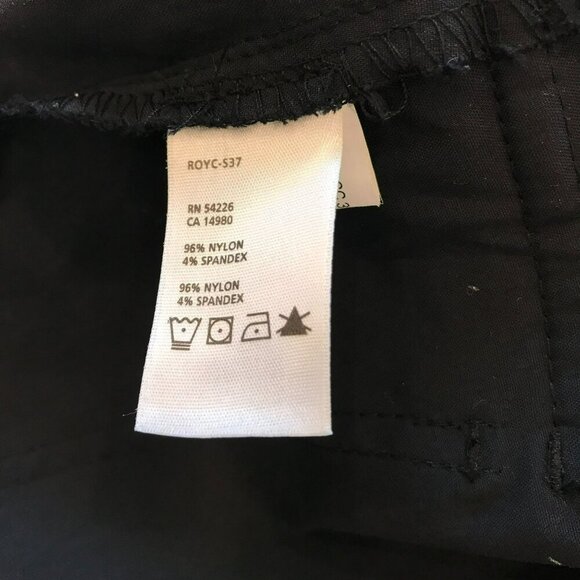 ROYC-S37
RN 54226
CA 14980
96% NYLON
4% SPANDEX
96% NYLON
4% SPANDEX